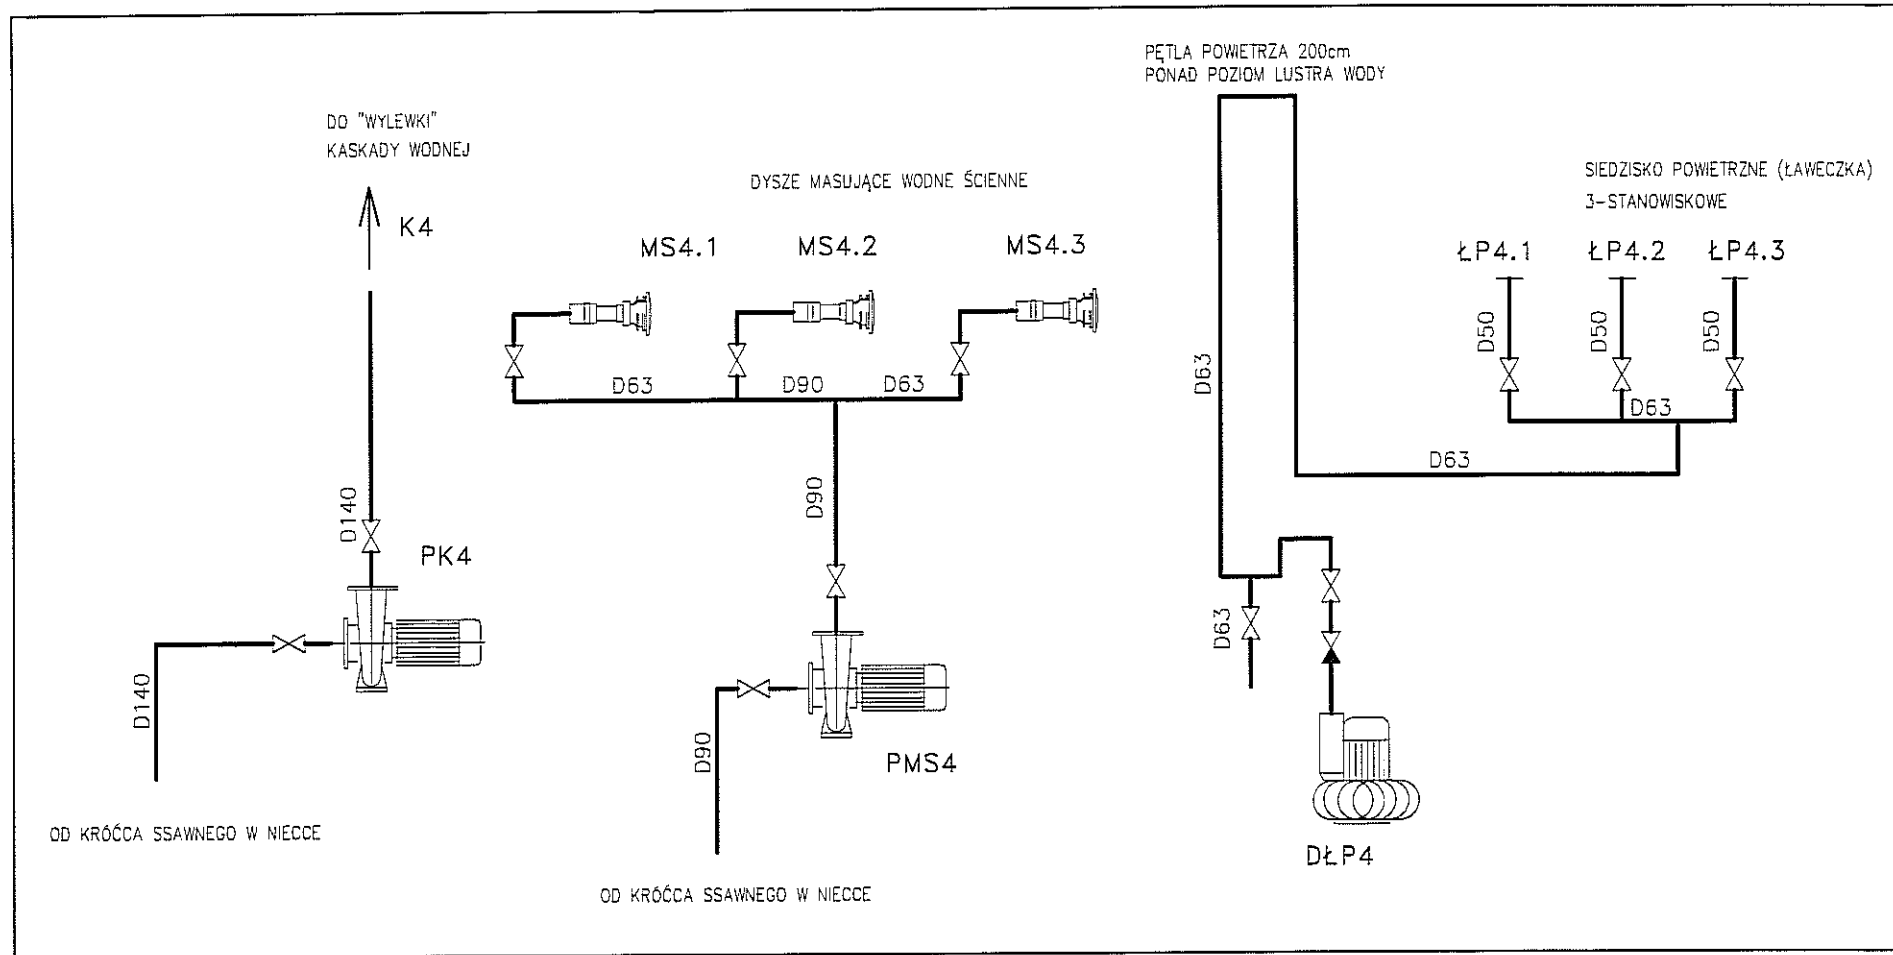 DO "WYLEWKI"
KASKADY WODNEJ
K4
D140
PK4
D140
OD KRÓĆCA SSAWNEGO W NIECCE
DYSZE MASUJĄCE WODNE ŚCIENNE
MS4.1
MS4.2
MS4.3
D63
D90
D63
D90
D90
PMS4
OD KRÓĆCA SSAWNEGO W NIECCE
PĘTLA POWIETRZA 200cm
PONAD POZIOM LUSTRA WODY
SIEDZISKO POWIETRZNE (ŁAWECZKA)
3-STANOWISKOWE
ŁP4.1
ŁP4.2
ŁP4.3
D50
D50
D50
D63
D63
D63
D63
DŁP4